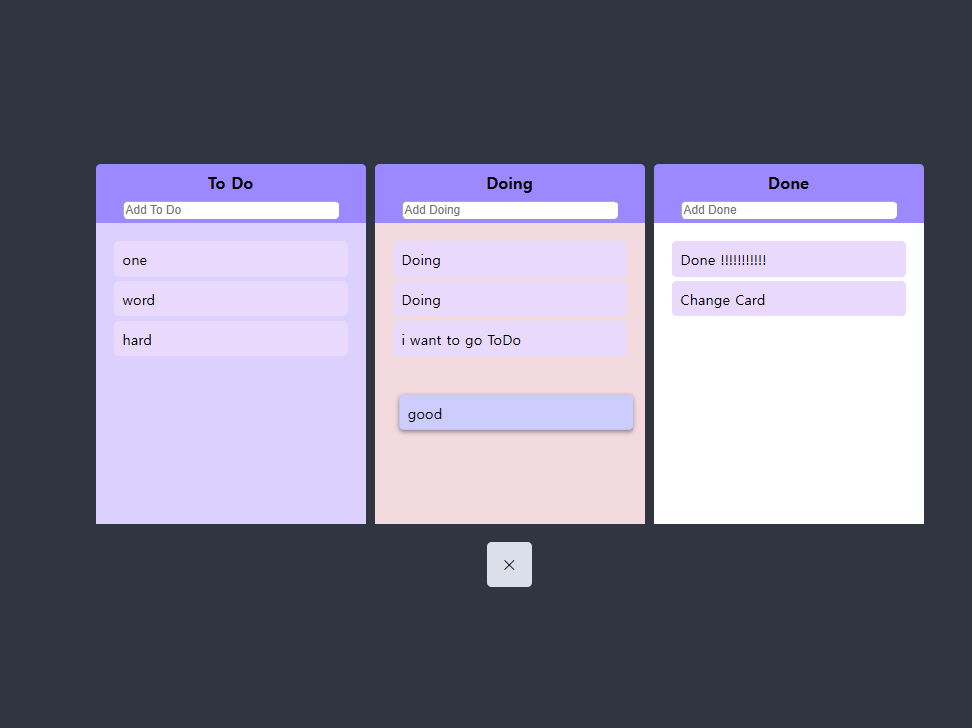 To Do
Add To Do
one
word
hard
Doing
Add Doing
Doing
Doing
i want to go ToDo
good
Done
Add Done
Done !!!!!!!!!!!
Change Card